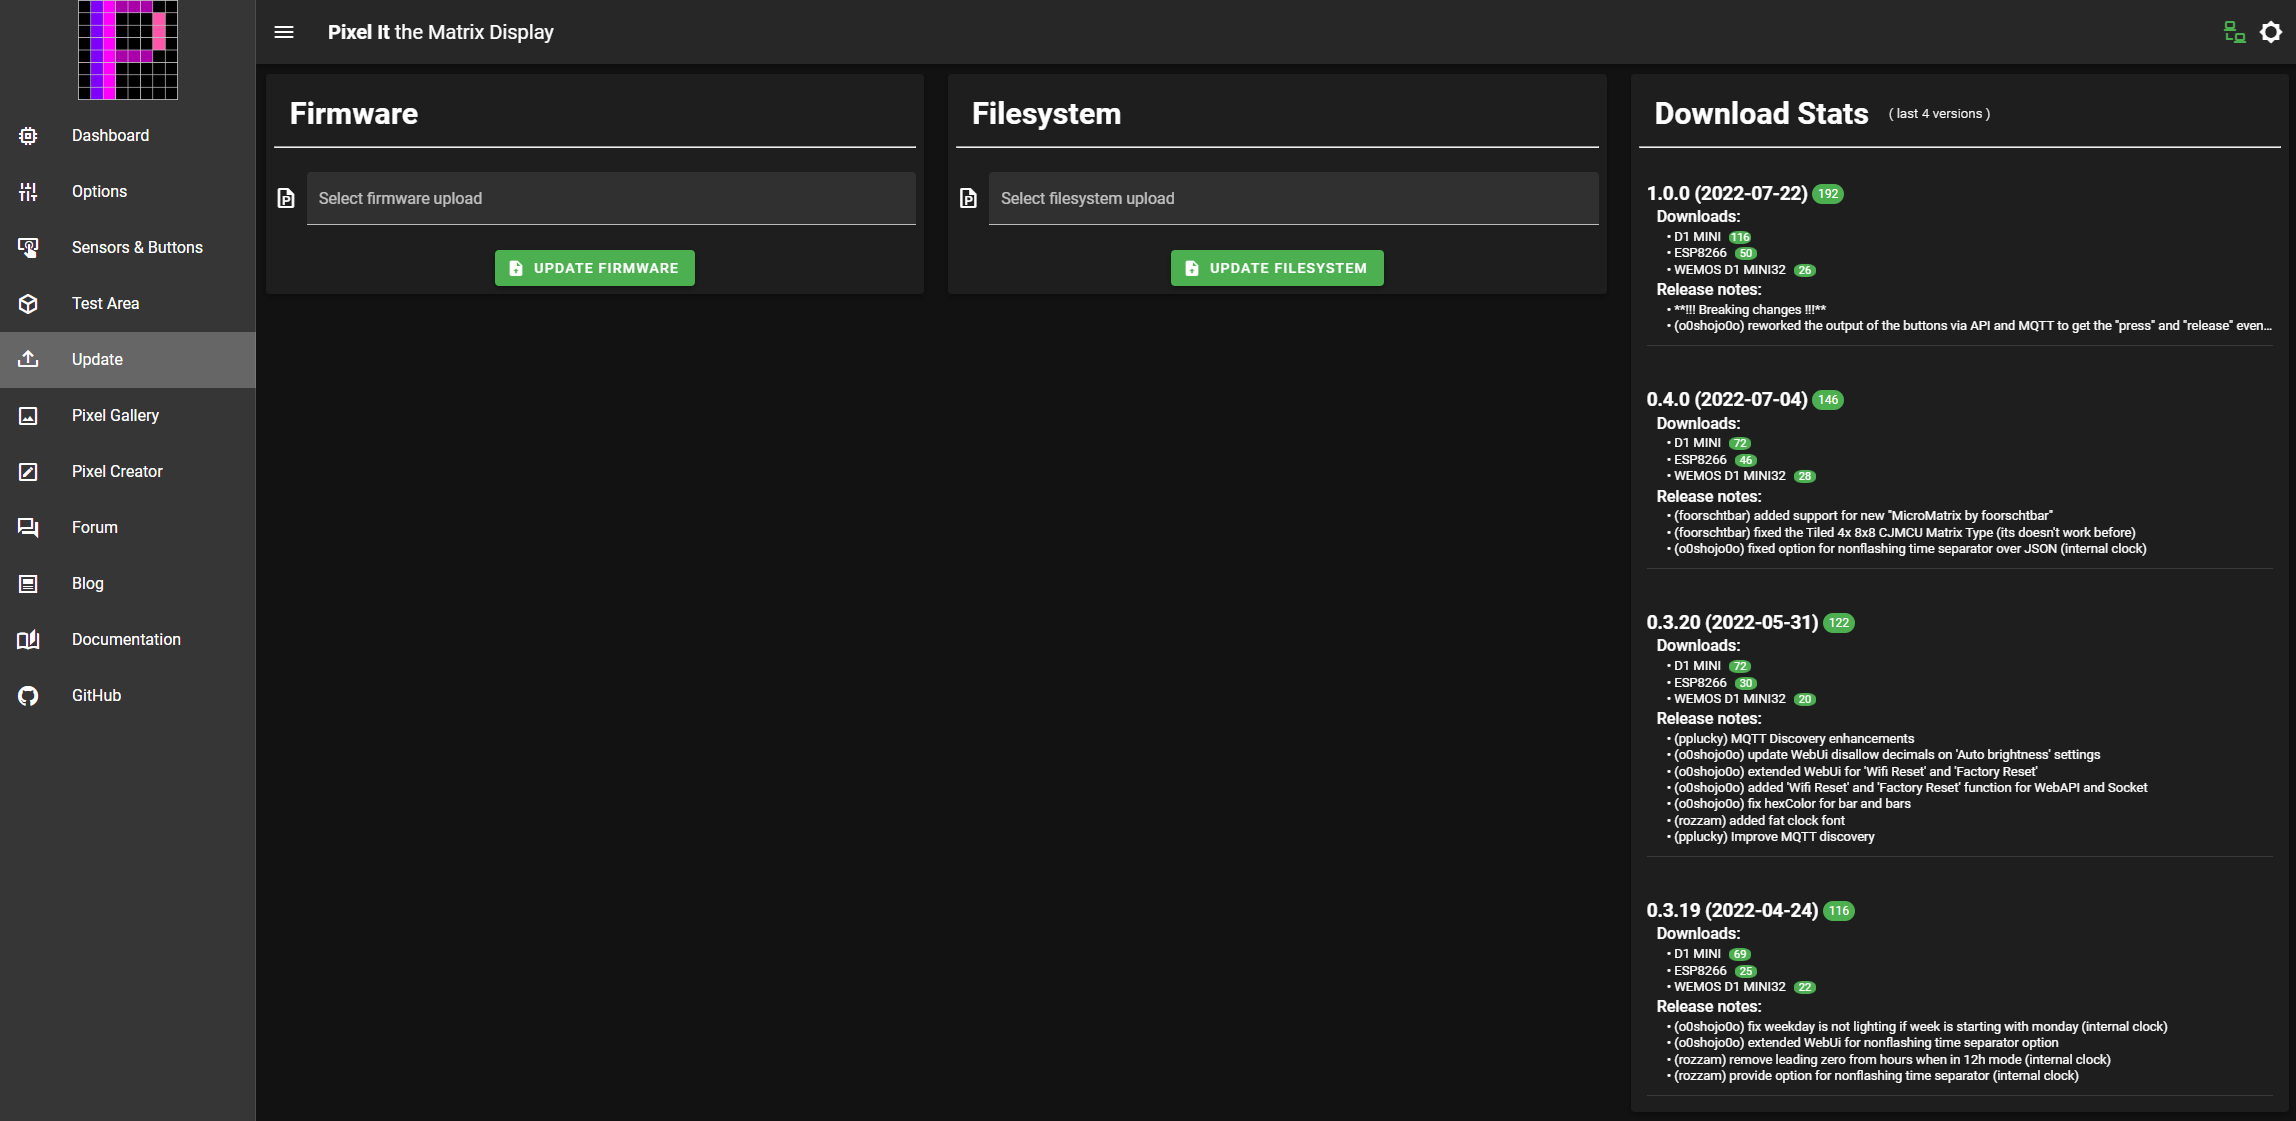 Pixel It the Matrix Display
Dashboard
Options
Sensors & Buttons
Test Area
Update
Pixel Gallery
Pixel Creator
Forum
Blog
Documentation
GitHub
Firmware
Select firmware upload
UPDATE FIRMWARE
Filesystem
Select filesystem upload
UPDATE FILESYSTEM
Download Stats ( last 4 versions )
1.0.0 (2022-07-22) 192
Downloads:
• D1 MINI 116
• ESP8266 50
• WEMOS D1 MINI32 26
Release notes:
• **!!! Breaking changes !!!**
• (o0shojo0o) reworked the output of the buttons via API and MQTT to get the "press" and "release" even...
0.4.0 (2022-07-04) 146
Downloads:
• D1 MINI 72
• ESP8266 46
• WEMOS D1 MINI32 28
Release notes:
• (foorschtbar) added support for new "MicroMatrix by foorschtbar"
• (foorschtbar) fixed the Tiled 4x 8x8 CJMCU Matrix Type (its doesn't work before)
• (o0shojo0o) fixed option for nonflashing time separator over JSON (internal clock)
0.3.20 (2022-05-31) 122
Downloads:
• D1 MINI 72
• ESP8266 30
• WEMOS D1 MINI32 20
Release notes:
• (pplucky) MQTT Discovery enhancements
• (o0shojo0o) update WebUi disallow decimals on 'Auto brightness' settings
• (o0shojo0o) extended WebUi for 'Wifi Reset' and 'Factory Reset'
• (o0shojo0o) added 'Wifi Reset' and 'Factory Reset' function for WebAPI and Socket
• (o0shojo0o) fix hexColor for bar and bars
• (rozzam) added fat clock font
• (pplucky) Improve MQTT discovery
0.3.19 (2022-04-24) 116
Downloads:
• D1 MINI 69
• ESP8266 25
• WEMOS D1 MINI32 22
Release notes:
• (o0shojo0o) fix weekday is not lighting if week is starting with monday (internal clock)
• (o0shojo0o) extended WebUi for nonflashing time separator option
• (rozzam) remove leading zero from hours when in 12h mode (internal clock)
• (rozzam) provide option for nonflashing time separator (internal clock)